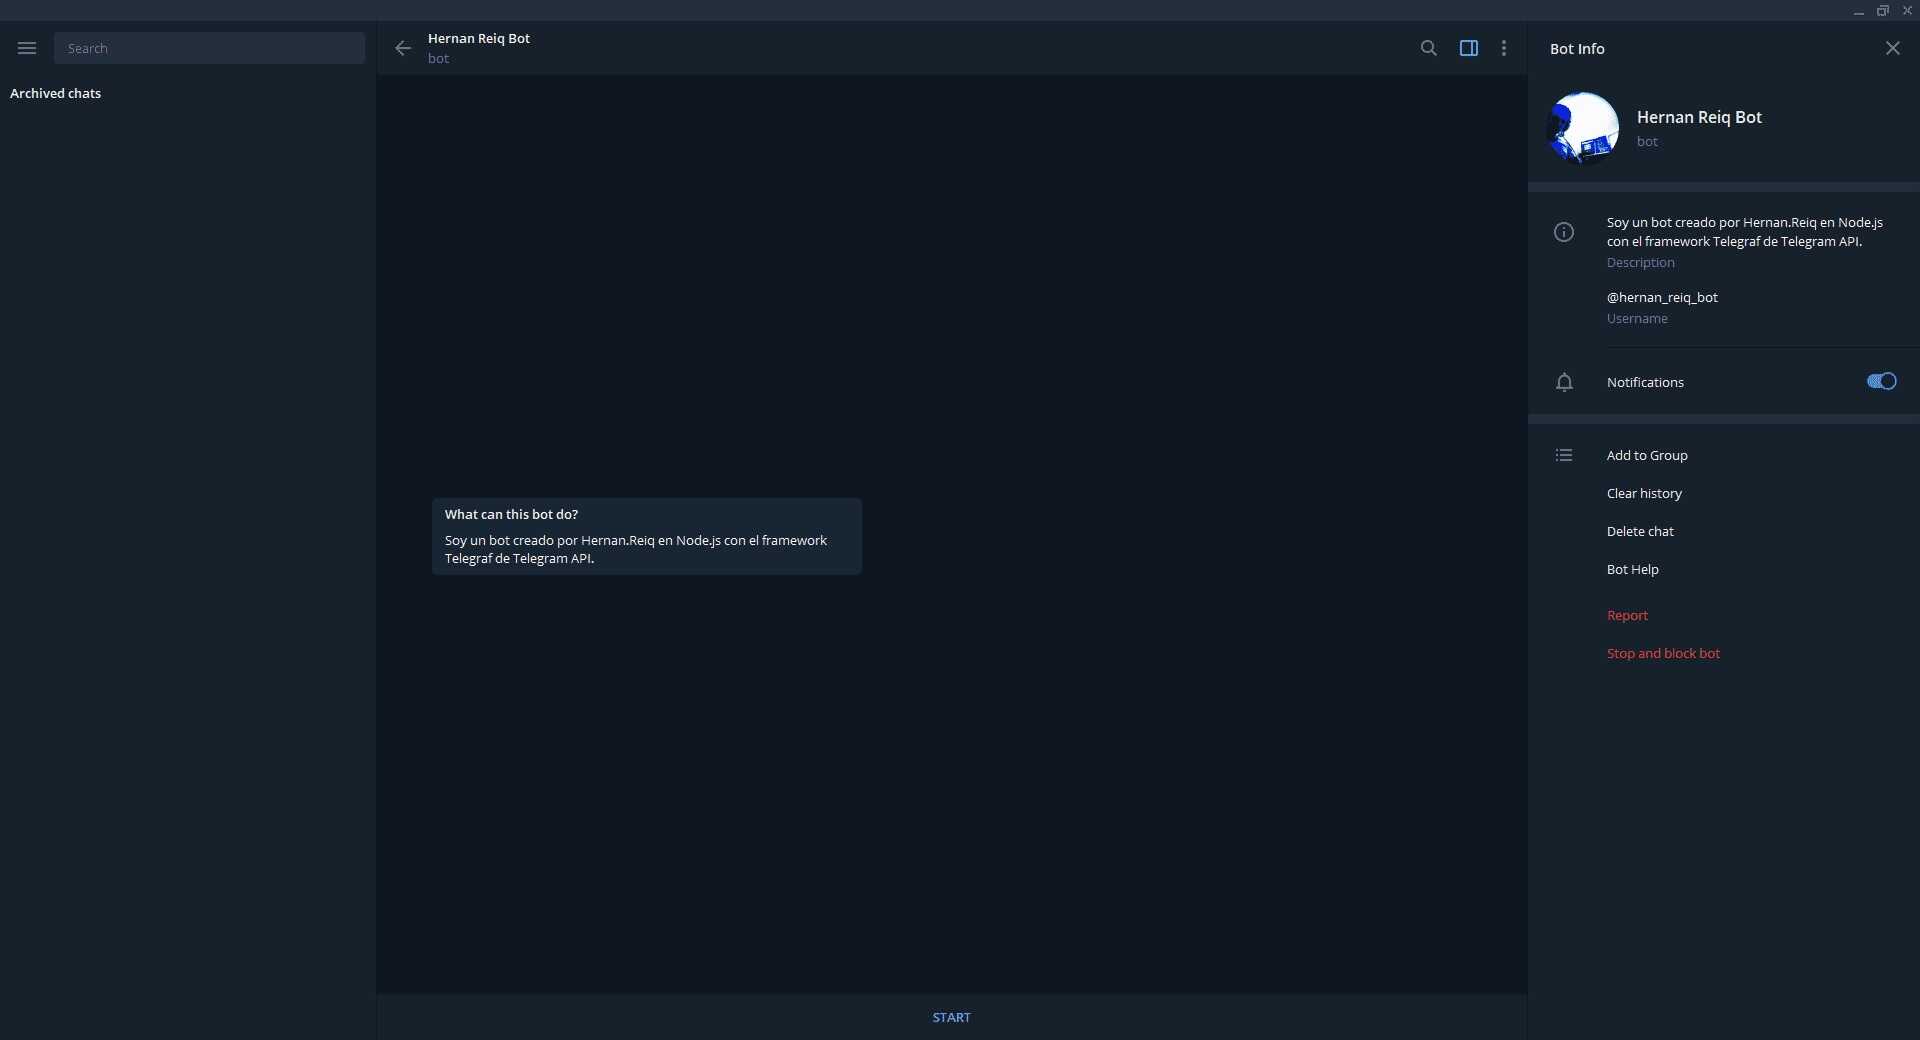 Search
Archived chats
Hernan Reiq Bot
bot
What can this bot do?
Soy un bot creado por Hernan.Reiq en Node.js con el framework
Telegraf de Telegram API.
START
Bot Info
Hernan Reiq Bot
bot
Soy un bot creado por Hernan.Reiq en Node.js
con el framework Telegraf de Telegram API.
Description
@hernan_reiq_bot
Username
Notifications
Add to Group
Clear history
Delete chat
Bot Help
Report
Stop and block bot